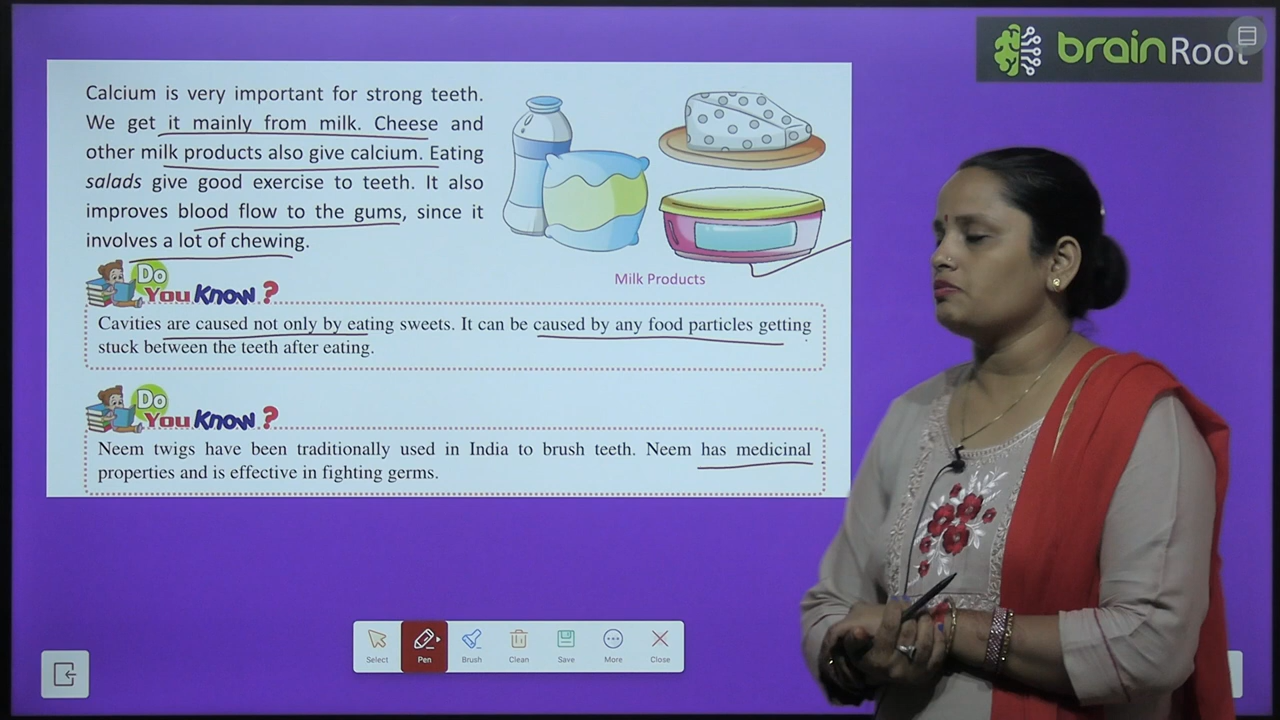 brainRoot
Calcium is very important for strong teeth.
We get it mainly from milk. Cheese and
other milk products also give calcium. Eating
salads give good exercise to teeth. It also
improves blood flow to the gums, since it
involves a lot of chewing.
Milk Products
Do
You Know ?
Cavities are caused not only by eating sweets. It can be caused by any food particles getting
stuck between the teeth after eating.
Do
You Know ?
Neem twigs have been traditionally used in India to brush teeth. Neem has medicinal
properties and is effective in fighting germs.
Select Pen Brush Clean Save More Close